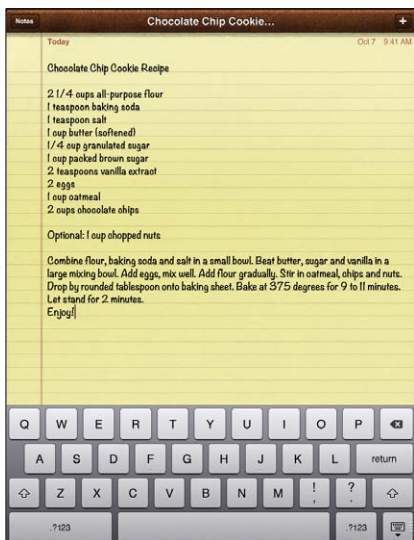 Notes
Chocolate Chip Cookie...
+
Today
Oct 7 9:41 AM
Chocolate Chip Cookie Recipe
2 1/4 cups all-purpose flour
1 teaspoon baking soda
1 teaspoon salt
1 cup butter (softened)
1/4 cup granulated sugar
1 cup packed brown sugar
2 teaspoons vanilla extract
2 eggs
1 cup oatmeal
2 cups chocolate chips
Optional: 1 cup chopped nuts
Combine flour, baking soda and salt in a small bowl. Beat butter, sugar and vanilla in a
large mixing bowl. Add eggs, mix well. Add flour gradually. Stir in oatmeal, chips and nuts.
Drop by rounded tablespoon onto baking sheet. Bake at 375 degrees for 9 to 11 minutes.
Let stand for 2 minutes.
Enjoy!
Q W E R T Y U I O P
A S D F G H J K L return
Z X C V B N M ! , ? .
.?123 .?123